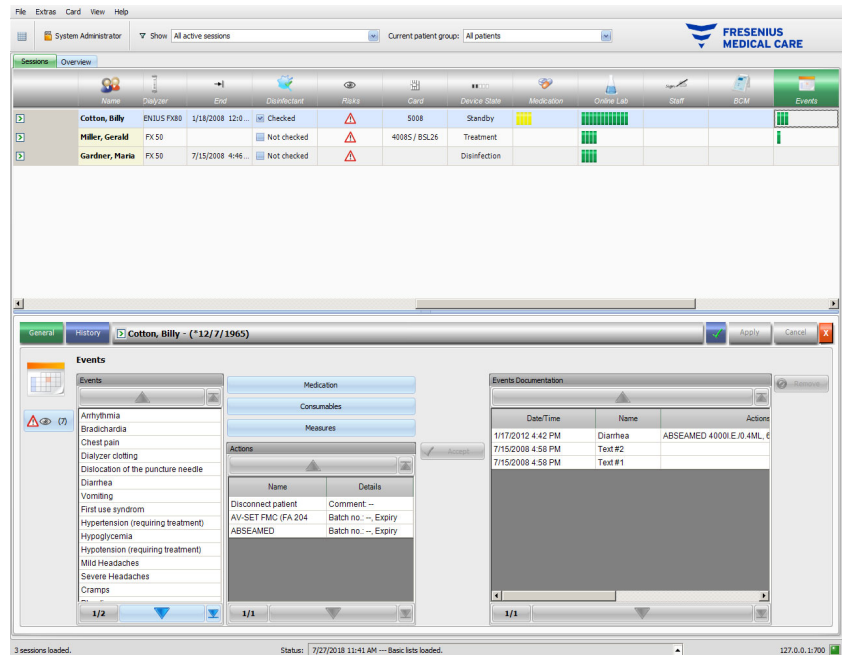 File Extras Card View Help
System Administrator Show All active sessions Current patient group: All patients
FRESENIUS
MEDICAL CARE
Sessions Overview
Name Dialyzer End Disinfectant Risks Card Device State Medication Online Lab Staff BCM Events
Cotton, Billy ENIUS FX80 1/18/2008 12:0... Checked 5008 Standby
Miller, Gerald FX 50 Not checked 4008S / BSL26 Treatment
Gardner, Maria FX 50 7/15/2008 4:46... Not checked Disinfection
General History Cotton, Billy - (*12/7/1965) Apply Cancel X
Events
Events
(7)
Arrhythmia
Bradichardia
Chest pain
Dialyzer clotting
Dislocation of the puncture needle
Diarrhea
Vomiting
First use syndrom
Hypertension (requiring treatment)
Hypoglycemia
Hypotension (requiring treatment)
Mild Headaches
Severe Headaches
Cramps
1/2
Medication
Consumables
Measures
Actions
Name Details
Disconnect patient Comment: --
AV-SET FMC (FA 204 Batch no.: --, Expiry
ABSEAMED Batch no.: --, Expiry
1/1
Accept
Events Documentation
Remove
Date/Time Name Actions
1/17/2012 4:42 PM Diarrhea ABSEAMED 4000I.E./0.4ML, 6
7/15/2008 4:58 PM Text #2
7/15/2008 4:58 PM Text #1
1/1
3 sessions loaded. Status: 7/27/2018 11:41 AM --- Basic lists loaded. 127.0.0.1:700